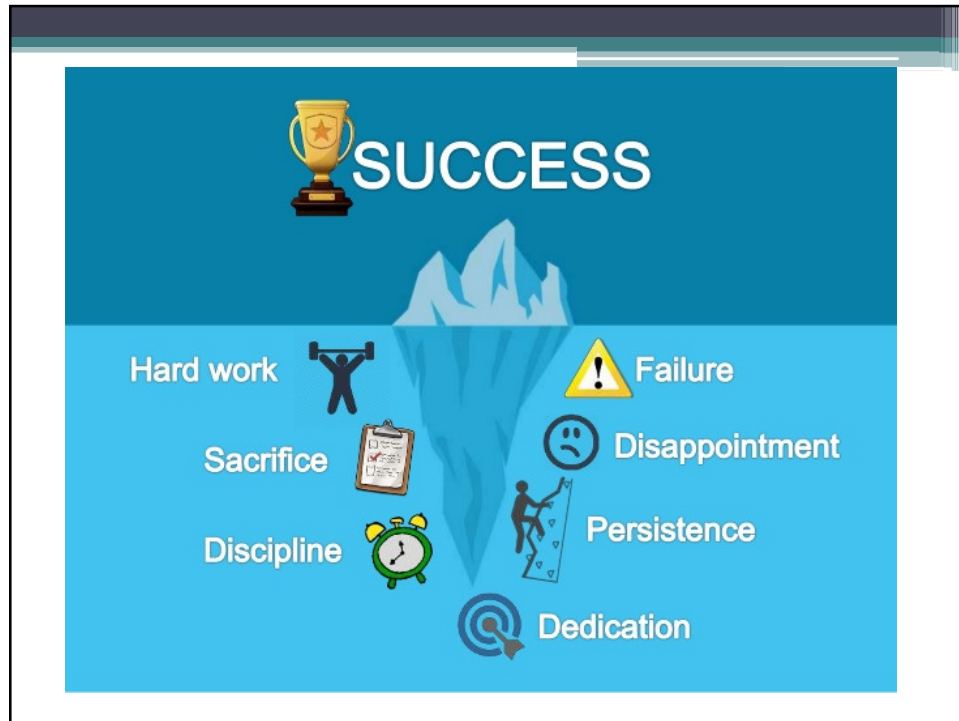 SUCCESS
Hard work
Failure
Sacrifice
Disappointment
Discipline
Persistence
Dedication